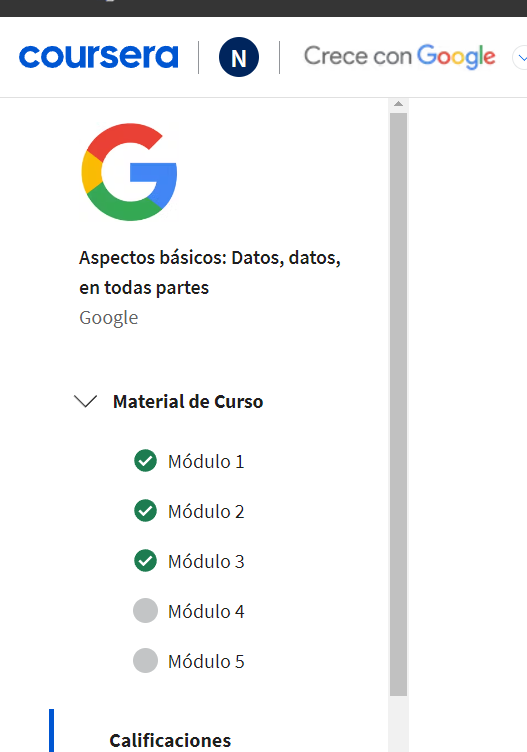 coursera
N
Crece con Google
Aspectos básicos: Datos, datos,
en todas partes
Google
Material de Curso
Módulo 1
Módulo 2
Módulo 3
Módulo 4
Módulo 5
Calificaciones